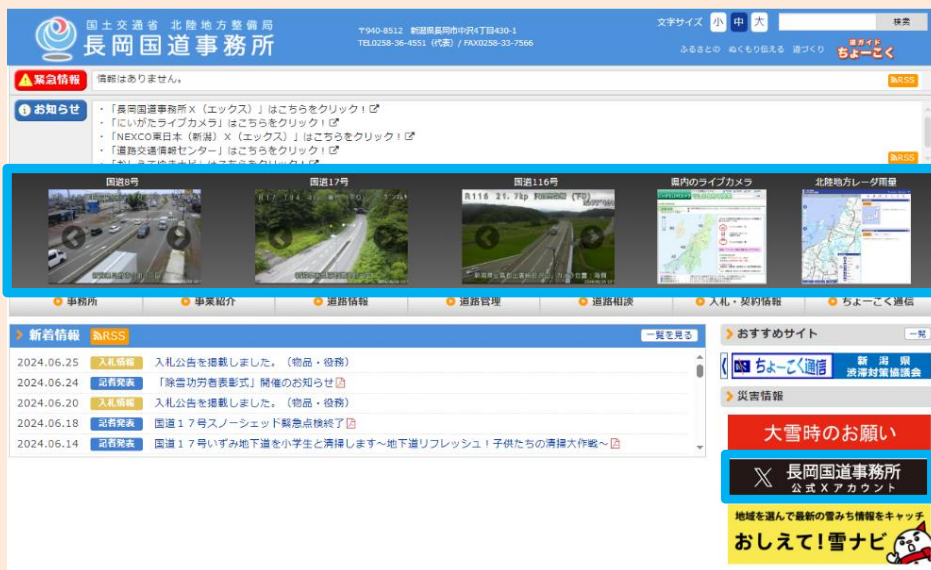 国土交通省 北陸地方整備局
長岡国道事務所
〒940-8512 新潟県長岡市中沢4丁目430-1
TEL0258-36-4551（代表）/ FAX0258-33-7566
文字サイズ 小 中 大 検索
ふるさとの ぬくもり伝える 道づくり
道ガイド
ちょーこく
緊急情報 情報はありません。 RSS
お知らせ ・「長岡国道事務所X（エックス）」はこちらをクリック！
・「にいがたライブカメラ」はこちらをクリック！
・「NEXCO東日本（新潟）X（エックス）」はこちらをクリック！
・「道路交通情報センター」はこちらをクリック！
・「おしえてゆきナビ」はこちらをクリック！
RSS
国道8号 国道17号 国道116号 県内のライブカメラ 北陸地方レーダ雨量
R116 21.7kp
事務所 事業紹介 道路情報 道路管理 道路相談 入札・契約情報 ちょーこく通信
新着情報 RSS 一覧を見る
2024.06.25 入札情報 入札公告を掲載しました。（物品・役務）
2024.06.24 記者発表 「除雪功労者表彰式」開催のお知らせ
2024.06.20 入札情報 入札公告を掲載しました。（物品・役務）
2024.06.18 記者発表 国道１７号スノーシェッド緊急点検終了
2024.06.14 記者発表 国道１７号いずみ地下道を小学生と清掃します～地下道リフレッシュ！子供たちの清掃大作戦～
おすすめサイト 一覧
ちょーこく通信
新潟県
渋滞対策協議会
災害情報
大雪時のお願い
X 長岡国道事務所
公式Xアカウント
地域を選んで最新の雪みち情報をキャッチ
おしえて!雪ナビ